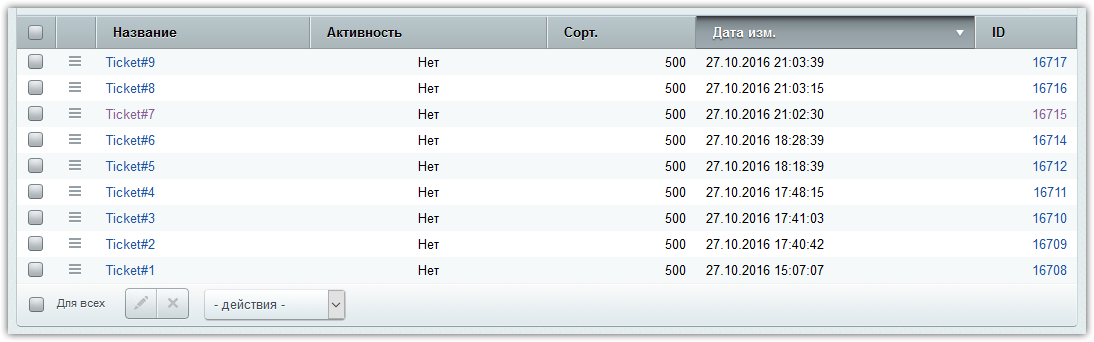 Название Активность Сорт. Дата изм. ID
Ticket#9 Нет 500 27.10.2016 21:03:39 16717
Ticket#8 Нет 500 27.10.2016 21:03:15 16716
Ticket#7 Нет 500 27.10.2016 21:02:30 16715
Ticket#6 Нет 500 27.10.2016 18:28:39 16714
Ticket#5 Нет 500 27.10.2016 18:18:39 16712
Ticket#4 Нет 500 27.10.2016 17:48:15 16711
Ticket#3 Нет 500 27.10.2016 17:41:03 16710
Ticket#2 Нет 500 27.10.2016 17:40:42 16709
Ticket#1 Нет 500 27.10.2016 15:07:07 16708
Для всех - действия -